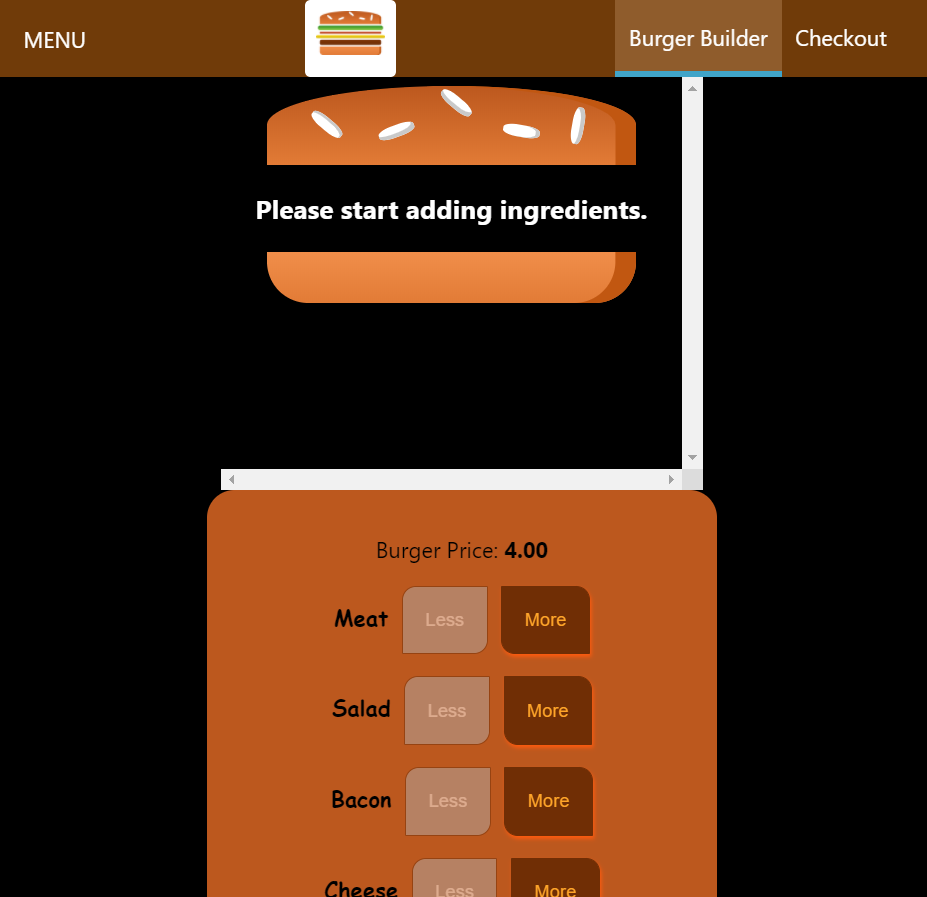 MENU
Burger Builder
Checkout
Please start adding ingredients.
Burger Price: 4.00
Meat Less More
Salad Less More
Bacon Less More
Cheese Less More